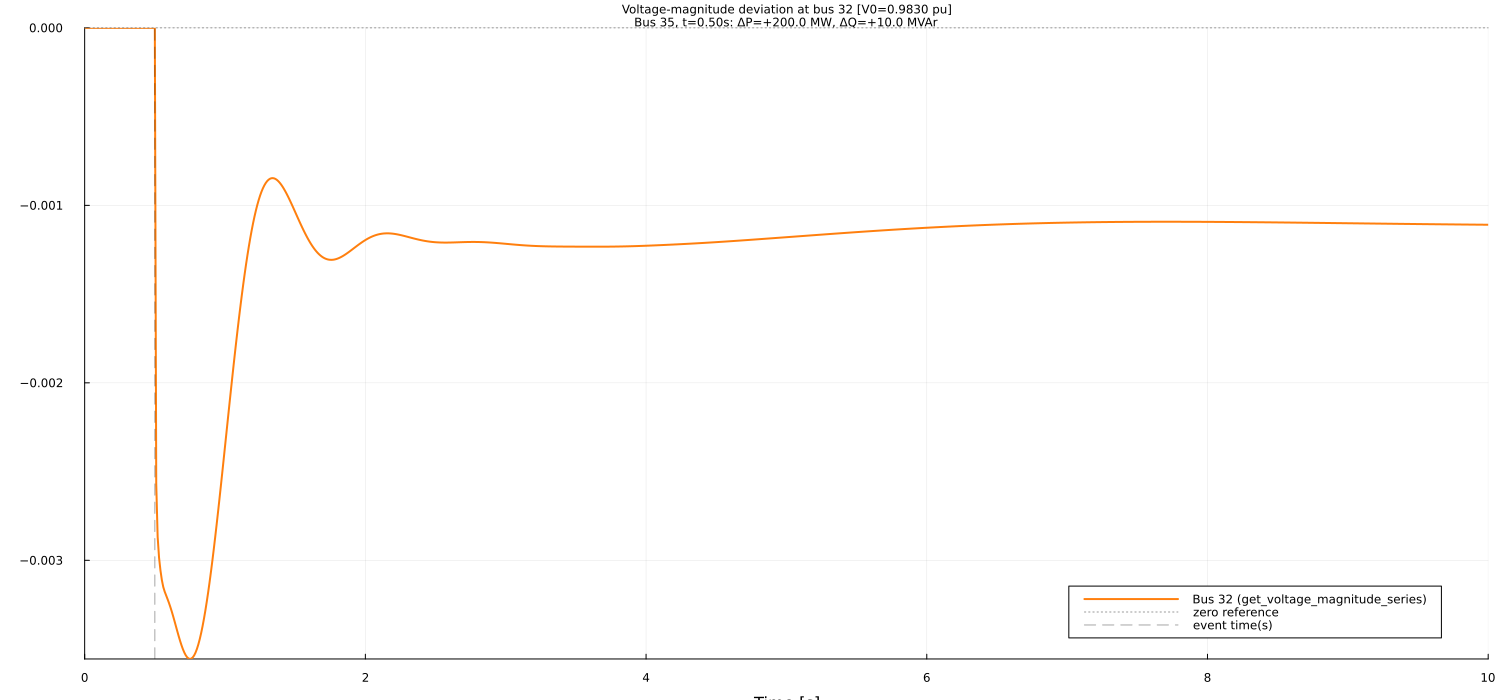 Voltage-magnitude deviation at bus 32 [V0=0.9830 pu]
Bus 35, t=0.50s: ΔP=+200.0 MW, ΔQ=+10.0 MVAr
0.000
−0.001
−0.002
−0.003
Bus 32 (get_voltage_magnitude_series)
zero reference
event time(s)
0 2 4 6 8 10
Time [s]